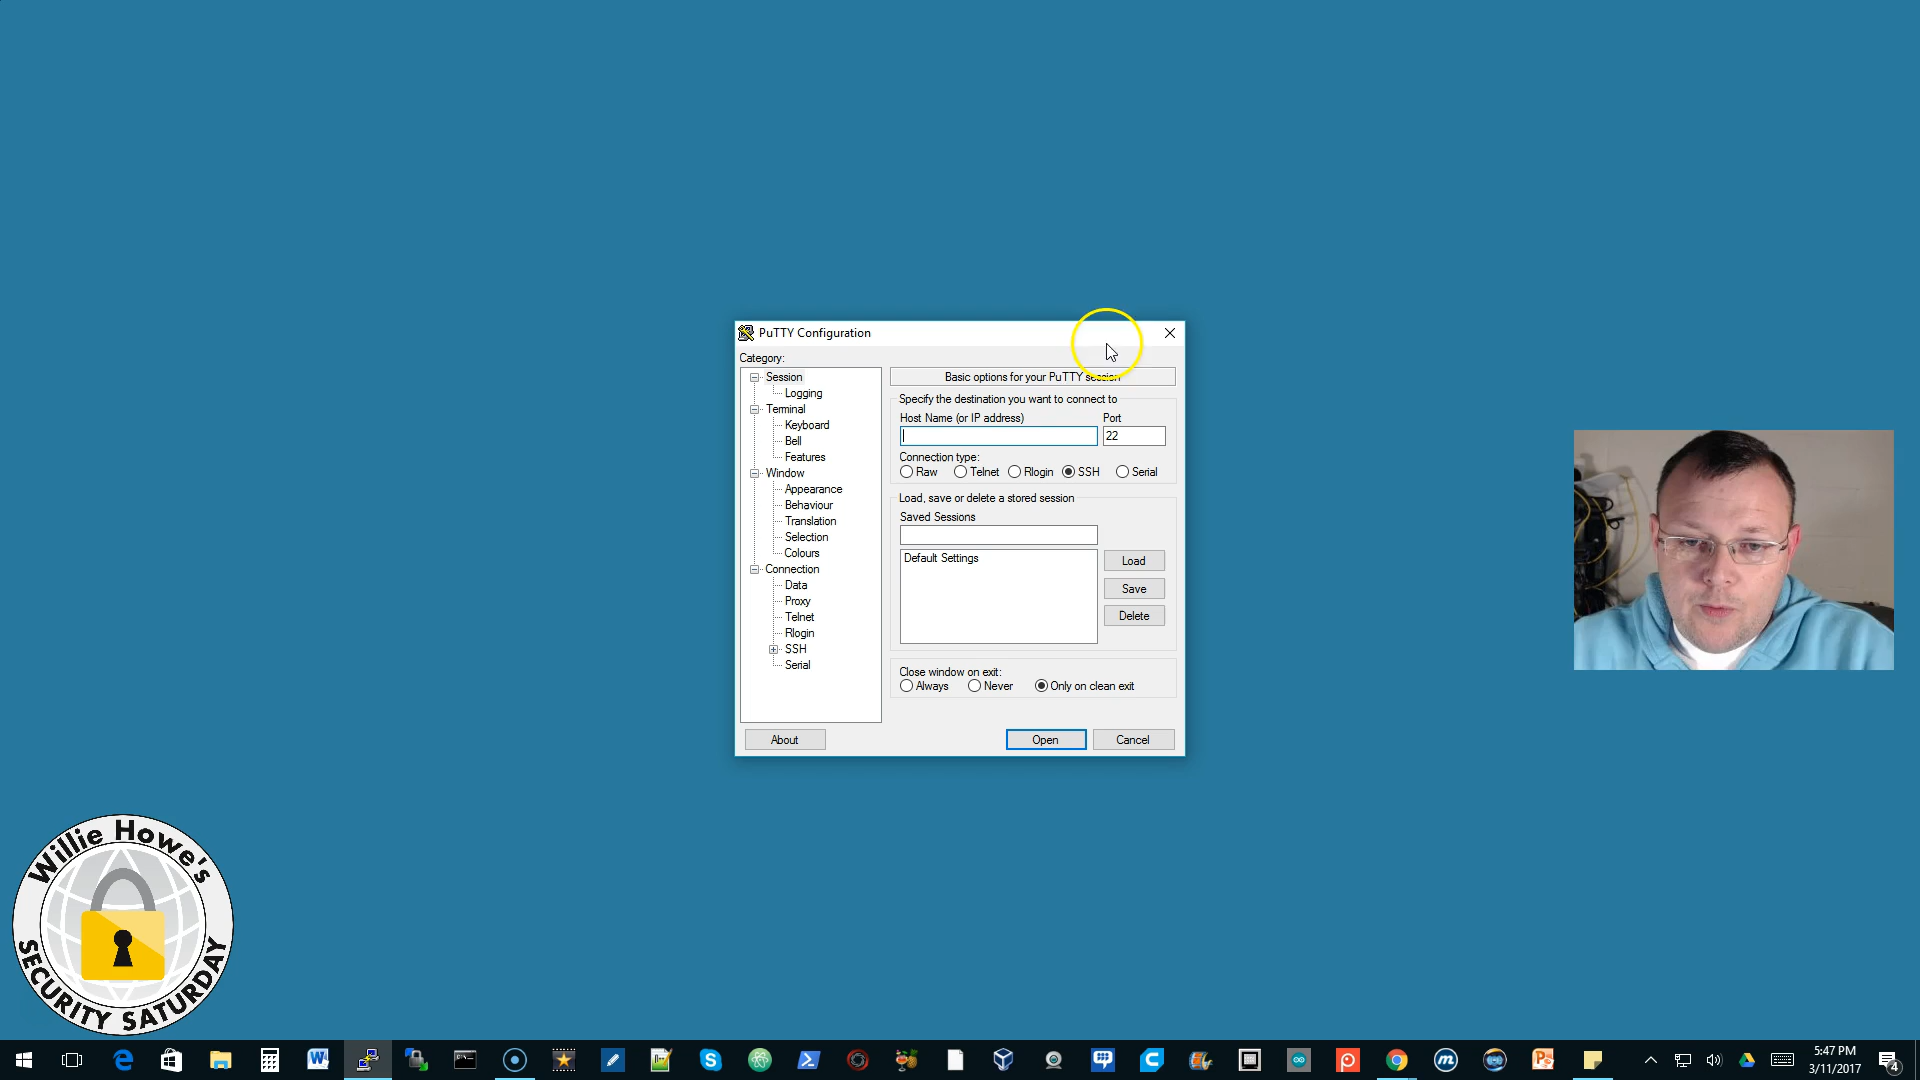 PuTTY Configuration
Category:
Session
Logging
Terminal
Keyboard
Bell
Features
Window
Appearance
Behaviour
Translation
Selection
Colours
Connection
Data
Proxy
Telnet
Rlogin
SSH
Serial
Basic options for your PuTTY session
Specify the destination you want to connect to
Host Name (or IP address) Port
22
Connection type:
Raw Telnet Rlogin SSH Serial
Load, save or delete a stored session
Saved Sessions
Default Settings
Load
Save
Delete
Close window on exit:
Always Never Only on clean exit
About Open Cancel
Willie Howe's
SECURITY SATURDAY
5:47 PM
3/11/2017
4